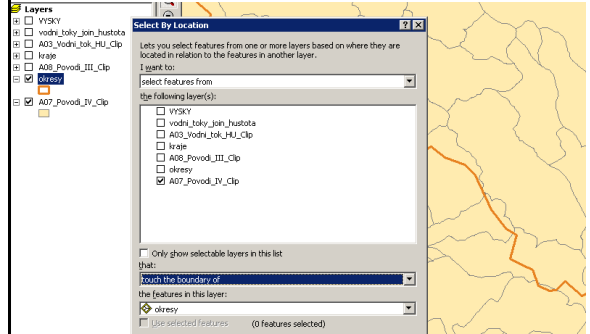 Layers
VYSKY
vodni_toky_join_hustota
A03_Vodni_tok_HU_Clip
kraje
A08_Povodi_III_Clip
okresy
A07_Povodi_IV_Clip
Select By Location
Lets you select features from one or more layers based on where they are
located in relation to the features in another layer.
I want to:
select features from
the following layer(s):
VYSKY
vodni_toky_join_hustota
A03_Vodni_tok_HU_Clip
kraje
A08_Povodi_III_Clip
okresy
A07_Povodi_IV_Clip
Only show selectable layers in this list
that:
touch the boundary of
the features in this layer:
okresy
Use selected features (0 features selected)